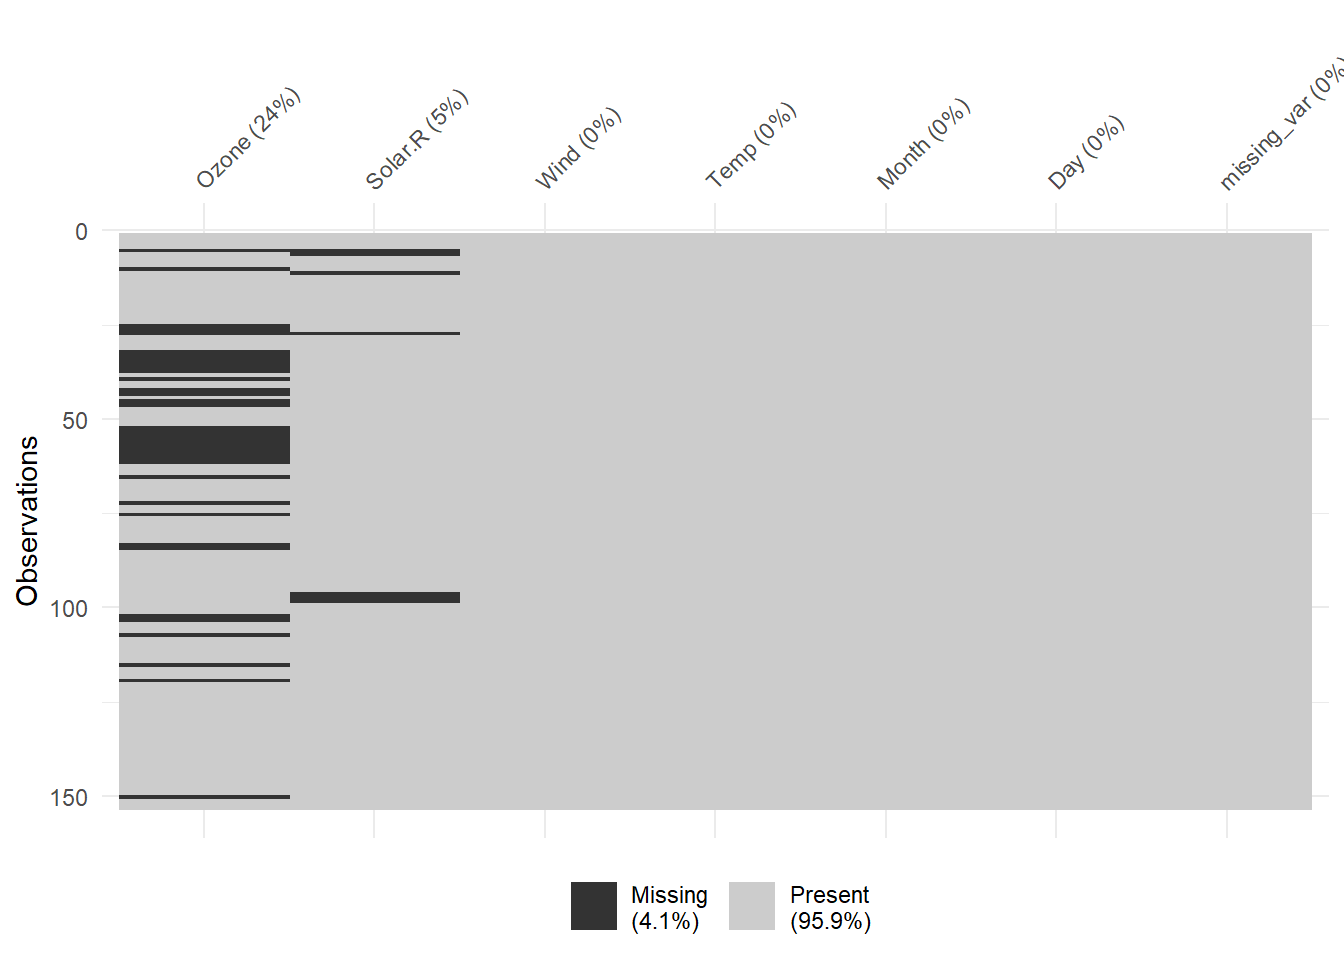 Ozone (24%)
Solar.R (5%)
Wind (0%)
Temp (0%)
Month (0%)
Day (0%)
missing_var (0%)
0
50
100
150
Observations
Missing
(4.1%)
Present
(95.9%)